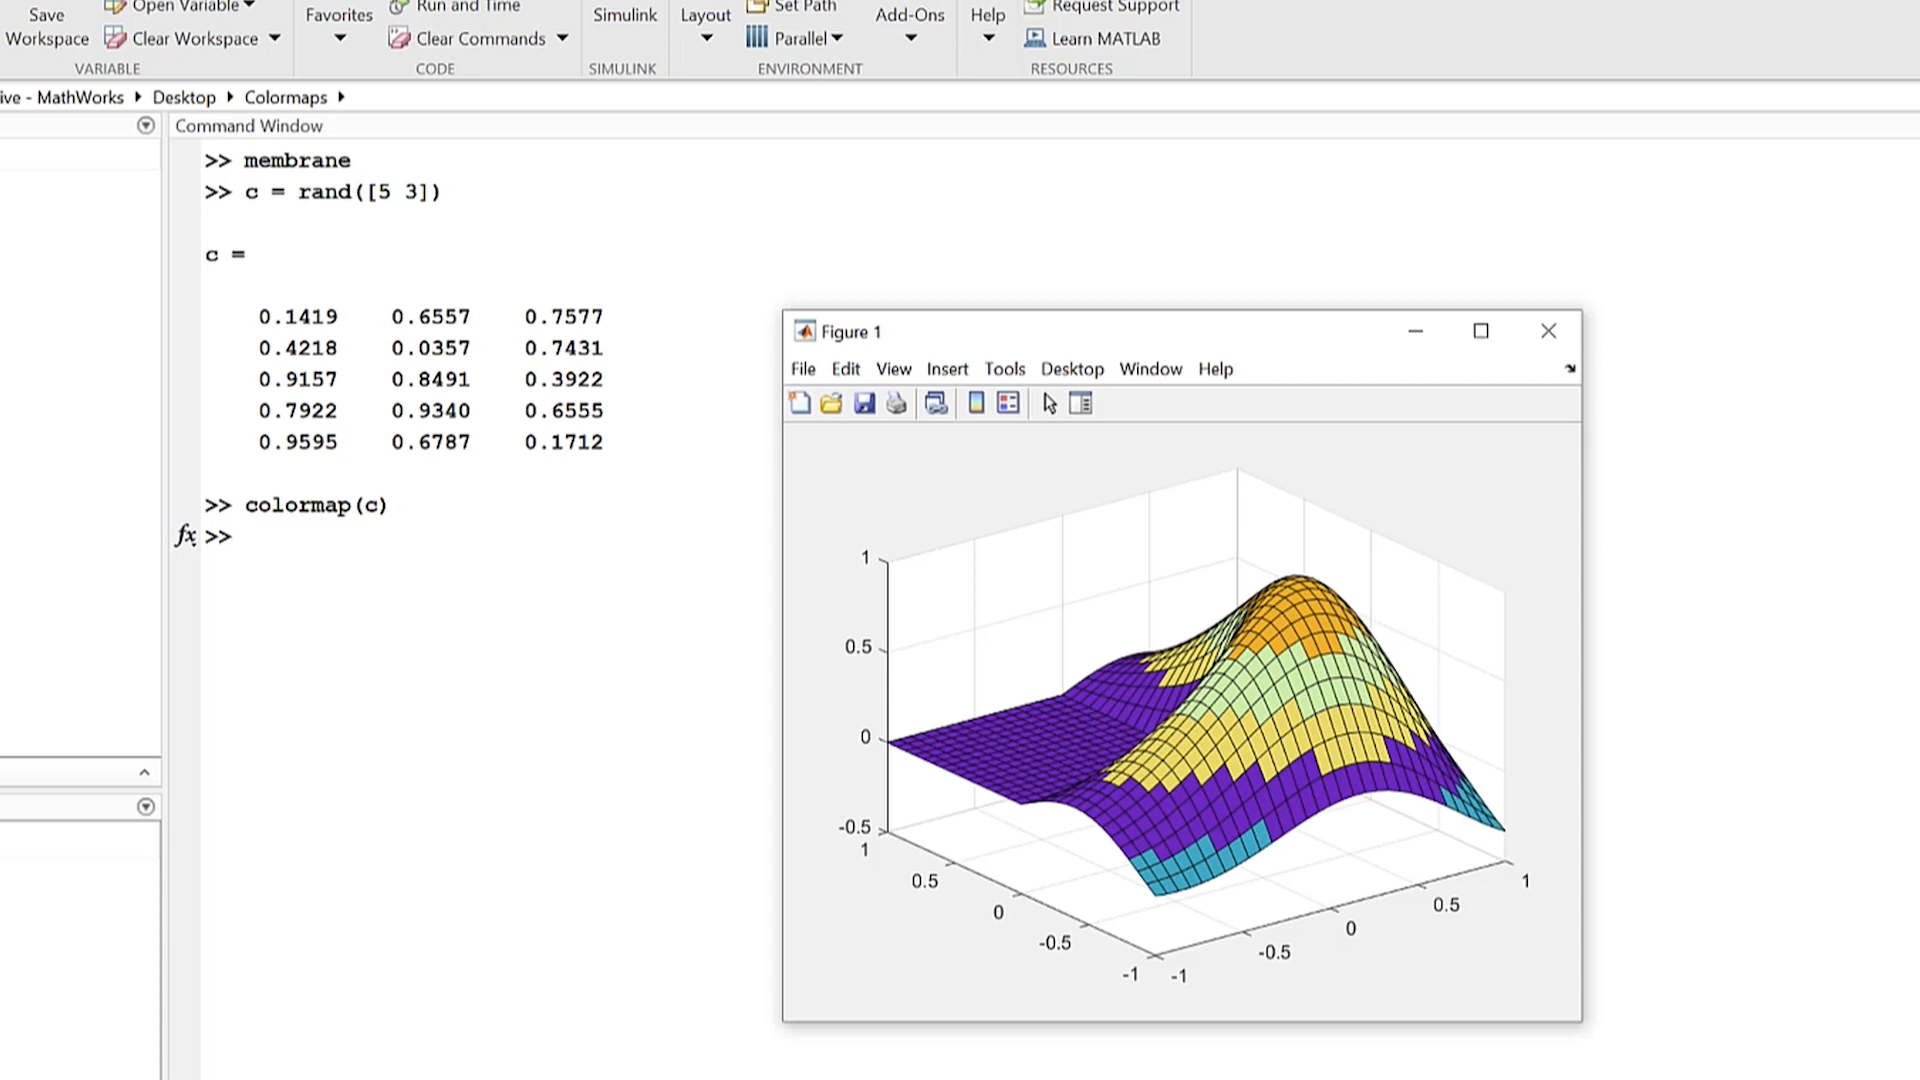 Save
Workspace
Open Variable
Clear Workspace
VARIABLE
Favorites
Run and Time
Clear Commands
CODE
Simulink
SIMULINK
Layout
Set Path
Parallel
ENVIRONMENT
Add-Ons
Help
Request Support
Learn MATLAB
RESOURCES
ive - MathWorks Desktop Colormaps
Command Window
>> membrane
>> c = rand([5 3])
c =
0.1419 0.6557 0.7577
0.4218 0.0357 0.7431
0.9157 0.8491 0.3922
0.7922 0.9340 0.6555
0.9595 0.6787 0.1712
>> colormap(c)
fx >>
Figure 1
File Edit View Insert Tools Desktop Window Help
1
0.5
0
-0.5
1
0.5
0
-0.5
-1
-1
-0.5
0
0.5
1